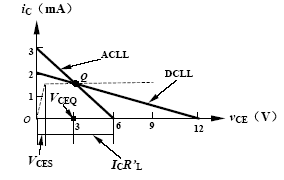 iC (mA)
3
ACLL
2
Q
DCLL
1
VCEQ
O
3
6
9
12
vCE (V)
VCES
ICR'L